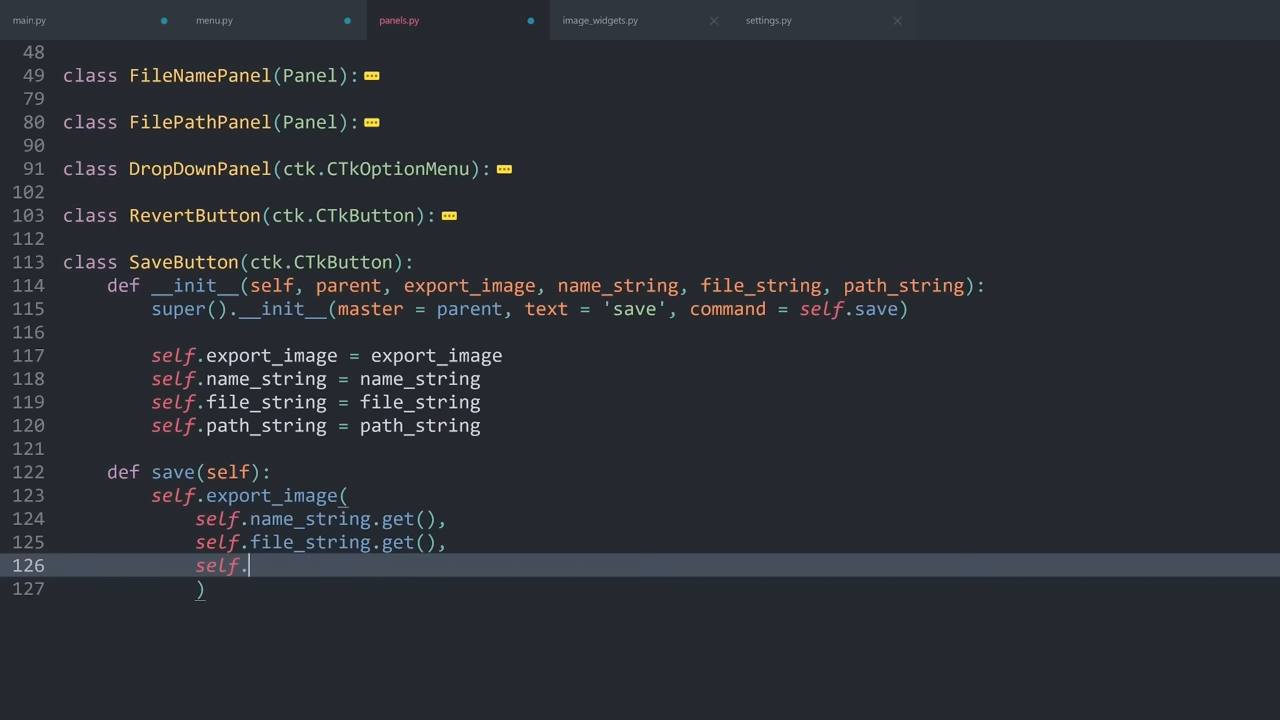 main.py menu.py panels.py image_widgets.py settings.py
48
49 class FileNamePanel(Panel):
79
80 class FilePathPanel(Panel):
90
91 class DropDownPanel(ctk.CTkOptionMenu):
102
103 class RevertButton(ctk.CTkButton):
112
113 class SaveButton(ctk.CTkButton):
114     def __init__(self, parent, export_image, name_string, file_string, path_string):
115         super().__init__(master = parent, text = 'save', command = self.save)
116
117         self.export_image = export_image
118         self.name_string = name_string
119         self.file_string = file_string
120         self.path_string = path_string
121
122     def save(self):
123         self.export_image(
124             self.name_string.get(),
125             self.file_string.get(),
126             self.
127             )